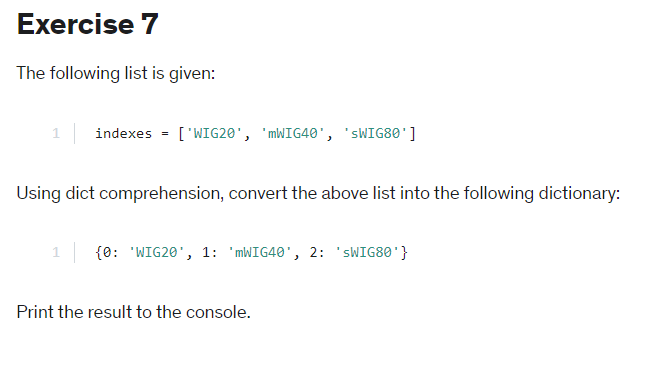 Exercise 7
The following list is given:
1 indexes = ['WIG20', 'mWIG40', 'sWIG80']
Using dict comprehension, convert the above list into the following dictionary:
1 {0: 'WIG20', 1: 'mWIG40', 2: 'sWIG80'}
Print the result to the console.